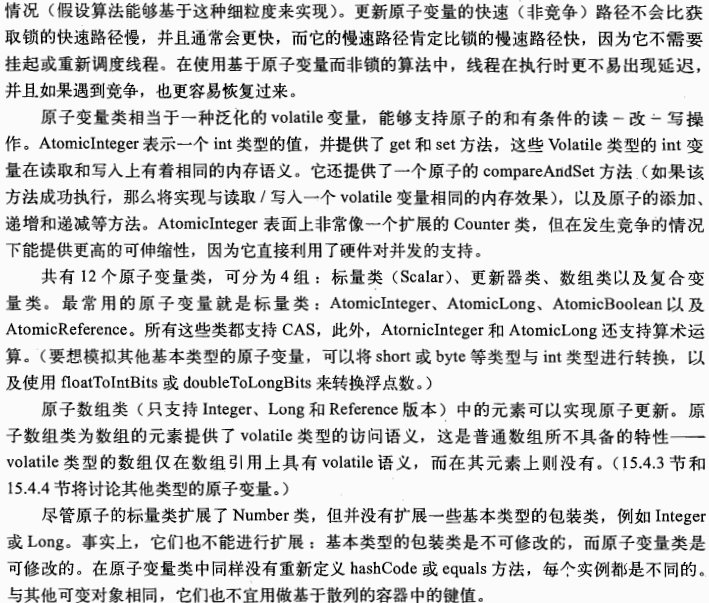 情况（假设算法能够基于这种细粒度来实现）。更新原子变量的快速（非竞争）路径不会比获
取锁的快速路径慢，并且通常会更快，而它的慢速路径肯定比锁的慢速路径快，因为它不需要
挂起或重新调度线程。在使用基于原子变量而非锁的算法中，线程在执行时更不易出现延迟，
并且如果遇到竞争，也更容易恢复过来。
原子变量类相当于一种泛化的 volatile 变量，能够支持原子的和有条件的读－改－写操
作。AtomicInteger 表示一个 int 类型的值，并提供了 get 和 set 方法，这些 Volatile 类型的 int 变
量在读取和写入上有着相同的内存语义。它还提供了一个原子的 compareAndSet 方法（如果该
方法成功执行，那么将实现与读取 / 写入一个 volatile 变量相同的内存效果），以及原子的添加、
递增和递减等方法。AtomicInteger 表面上非常像一个扩展的 Counter 类，但在发生竞争的情况
下能提供更高的可伸缩性，因为它直接利用了硬件对并发的支持。
共有 12 个原子变量类，可分为 4 组：标量类（Scalar）、更新器类、数组类以及复合变
量类。最常用的原子变量就是标量类：AtomicInteger、AtomicLong、AtomicBoolean 以及
AtomicReference。所有这些类都支持 CAS，此外，AtornicInteger 和 AtomicLong 还支持算术运
算。（要想模拟其他基本类型的原子变量，可以将 short 或 byte 等类型与 int 类型进行转换，以
及使用 floatToIntBits 或 doubleToLongBits 来转换浮点数。）
原子数组类（只支持 Integer、Long 和 Reference 版本）中的元素可以实现原子更新。原
子数组类为数组的元素提供了 volatile 类型的访问语义，这是普通数组所不具备的特性——
volatile 类型的数组仅在数组引用上具有 volatile 语义，而在其元素上则没有。（15.4.3 节和
15.4.4 节将讨论其他类型的原子变量。）
尽管原子的标量类扩展了 Number 类，但并没有扩展一些基本类型的包装类，例如 Integer
或 Long。事实上，它们也不能进行扩展：基本类型的包装类是不可修改的，而原子变量类是
可修改的。在原子变量类中同样没有重新定义 hashCode 或 equals 方法，每个实例都是不同的。
与其他可变对象相同，它们也不宜用做基于散列的容器中的键值。